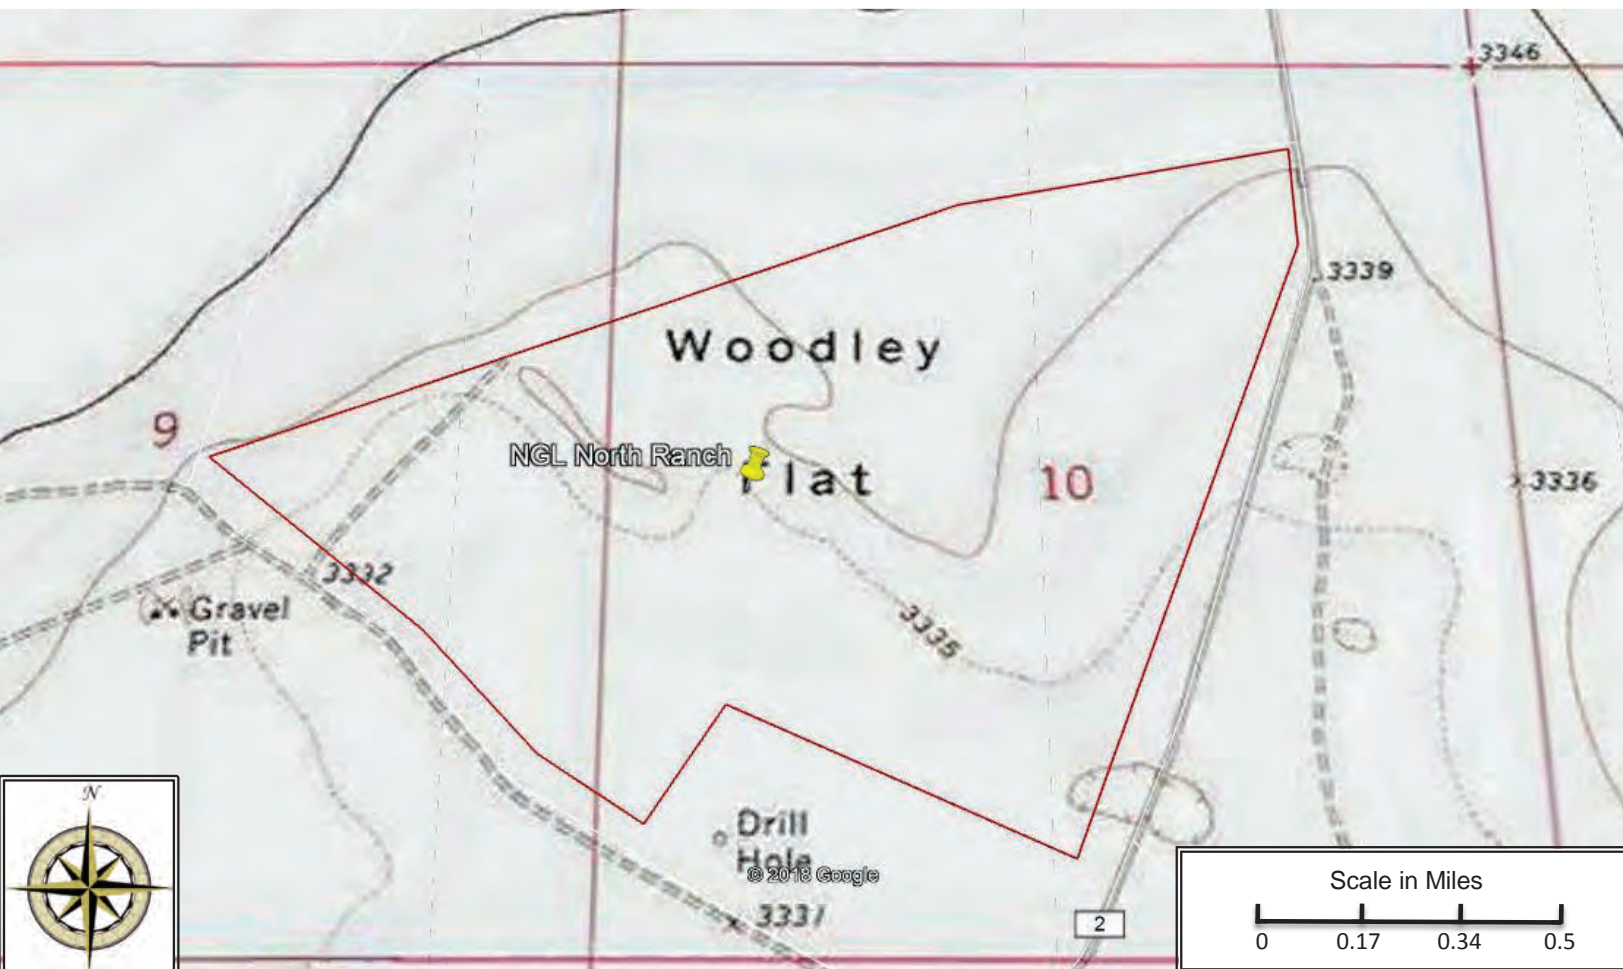 3346
3339
Woodley
9
NGL North Ranch
Flat
10
3336
3332
Gravel
Pit
3335
N
Drill
Hole
© 2018 Google
3331
2
Scale in Miles
0 0.17 0.34 0.5